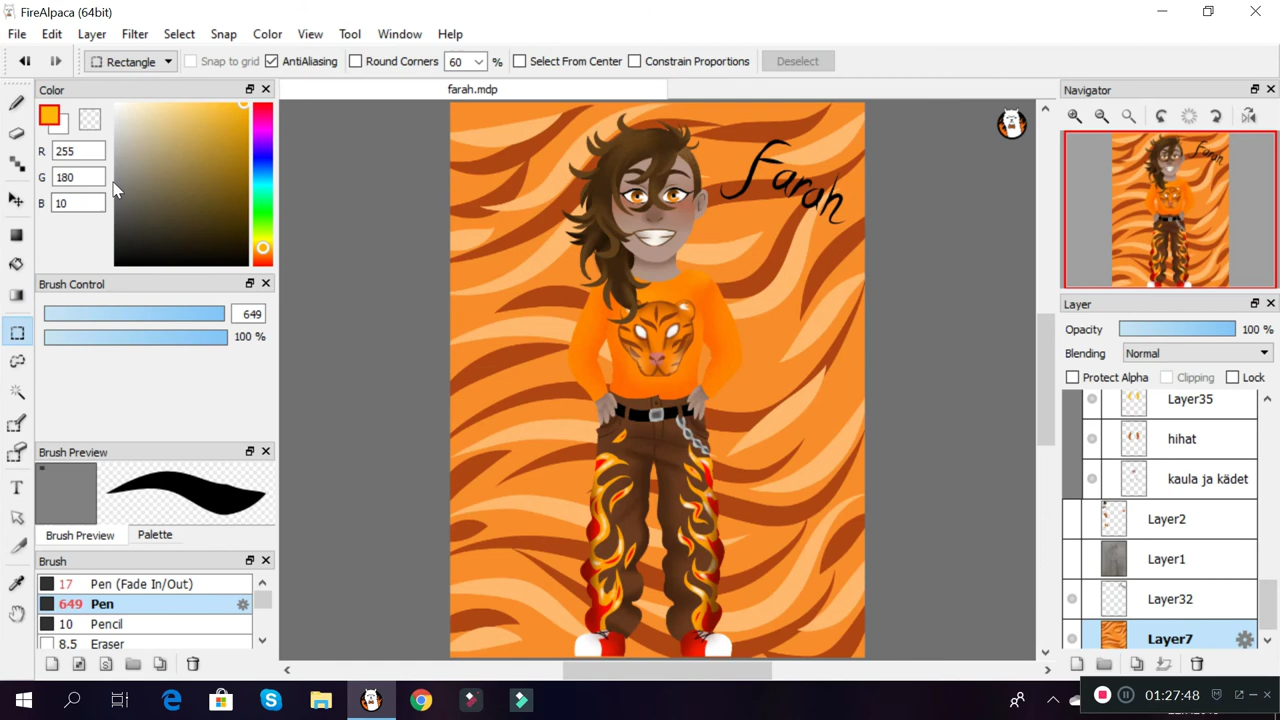 FireAlpaca (64bit)
File Edit Layer Filter Select Snap Color View Tool Window Help
Rectangle Snap to grid AntiAliasing Round Corners 60 % Select From Center Constrain Proportions Deselect
Color
farah.mdp
Navigator
R 255
G 180
B 10
Farah
Farah
Brush Control
649
100 %
Layer
Opacity 100 %
Blending Normal
Protect Alpha Clipping Lock
Layer35
hihat
kaula ja kädet
Layer2
Layer1
Layer32
Layer7
Brush Preview
Brush Preview Palette
Brush
17 Pen (Fade In/Out)
649 Pen
10 Pencil
8.5 Eraser
T
S
01:27:48